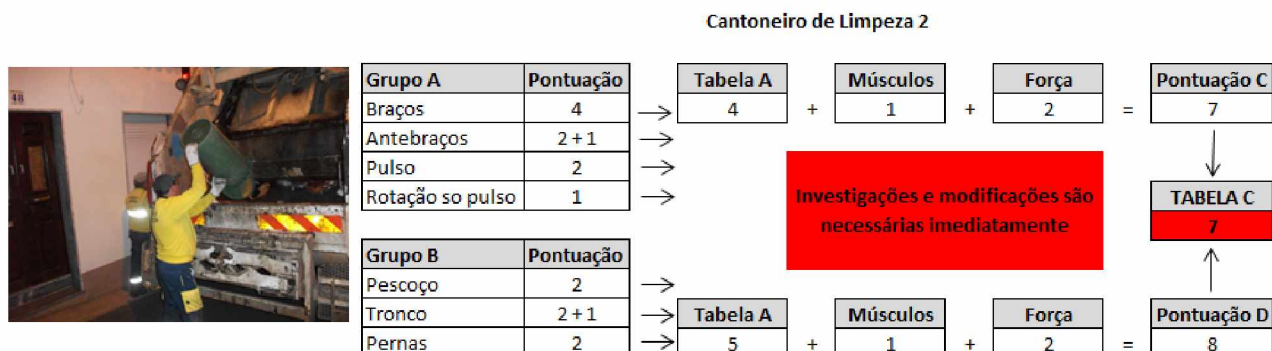 Cantoneiro de Limpeza 2
48
Grupo A Pontuação
Braços 4
Antebraços 2 + 1
Pulso 2
Rotação so pulso 1
Tabela A + Músculos + Força = Pontuação C
4 1 2 7
Investigações e modificações são
necessárias imediatamente
TABELA C
7
Grupo B Pontuação
Pescoço 2
Tronco 2 + 1
Pernas 2
Tabela A Músculos Força Pontuação D
5 + 1 + 2 = 8